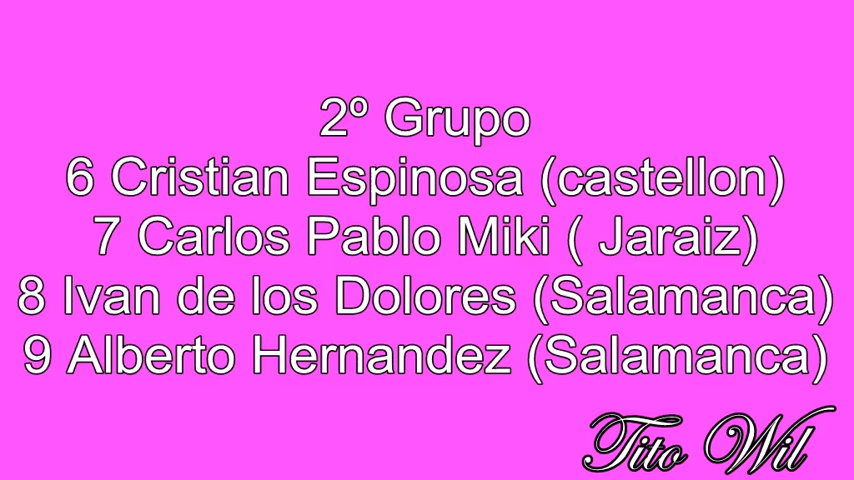 2º Grupo
6 Cristian Espinosa (castellon)
7 Carlos Pablo Miki ( Jaraiz)
8 Ivan de los Dolores (Salamanca)
9 Alberto Hernandez (Salamanca)
Tito Wil